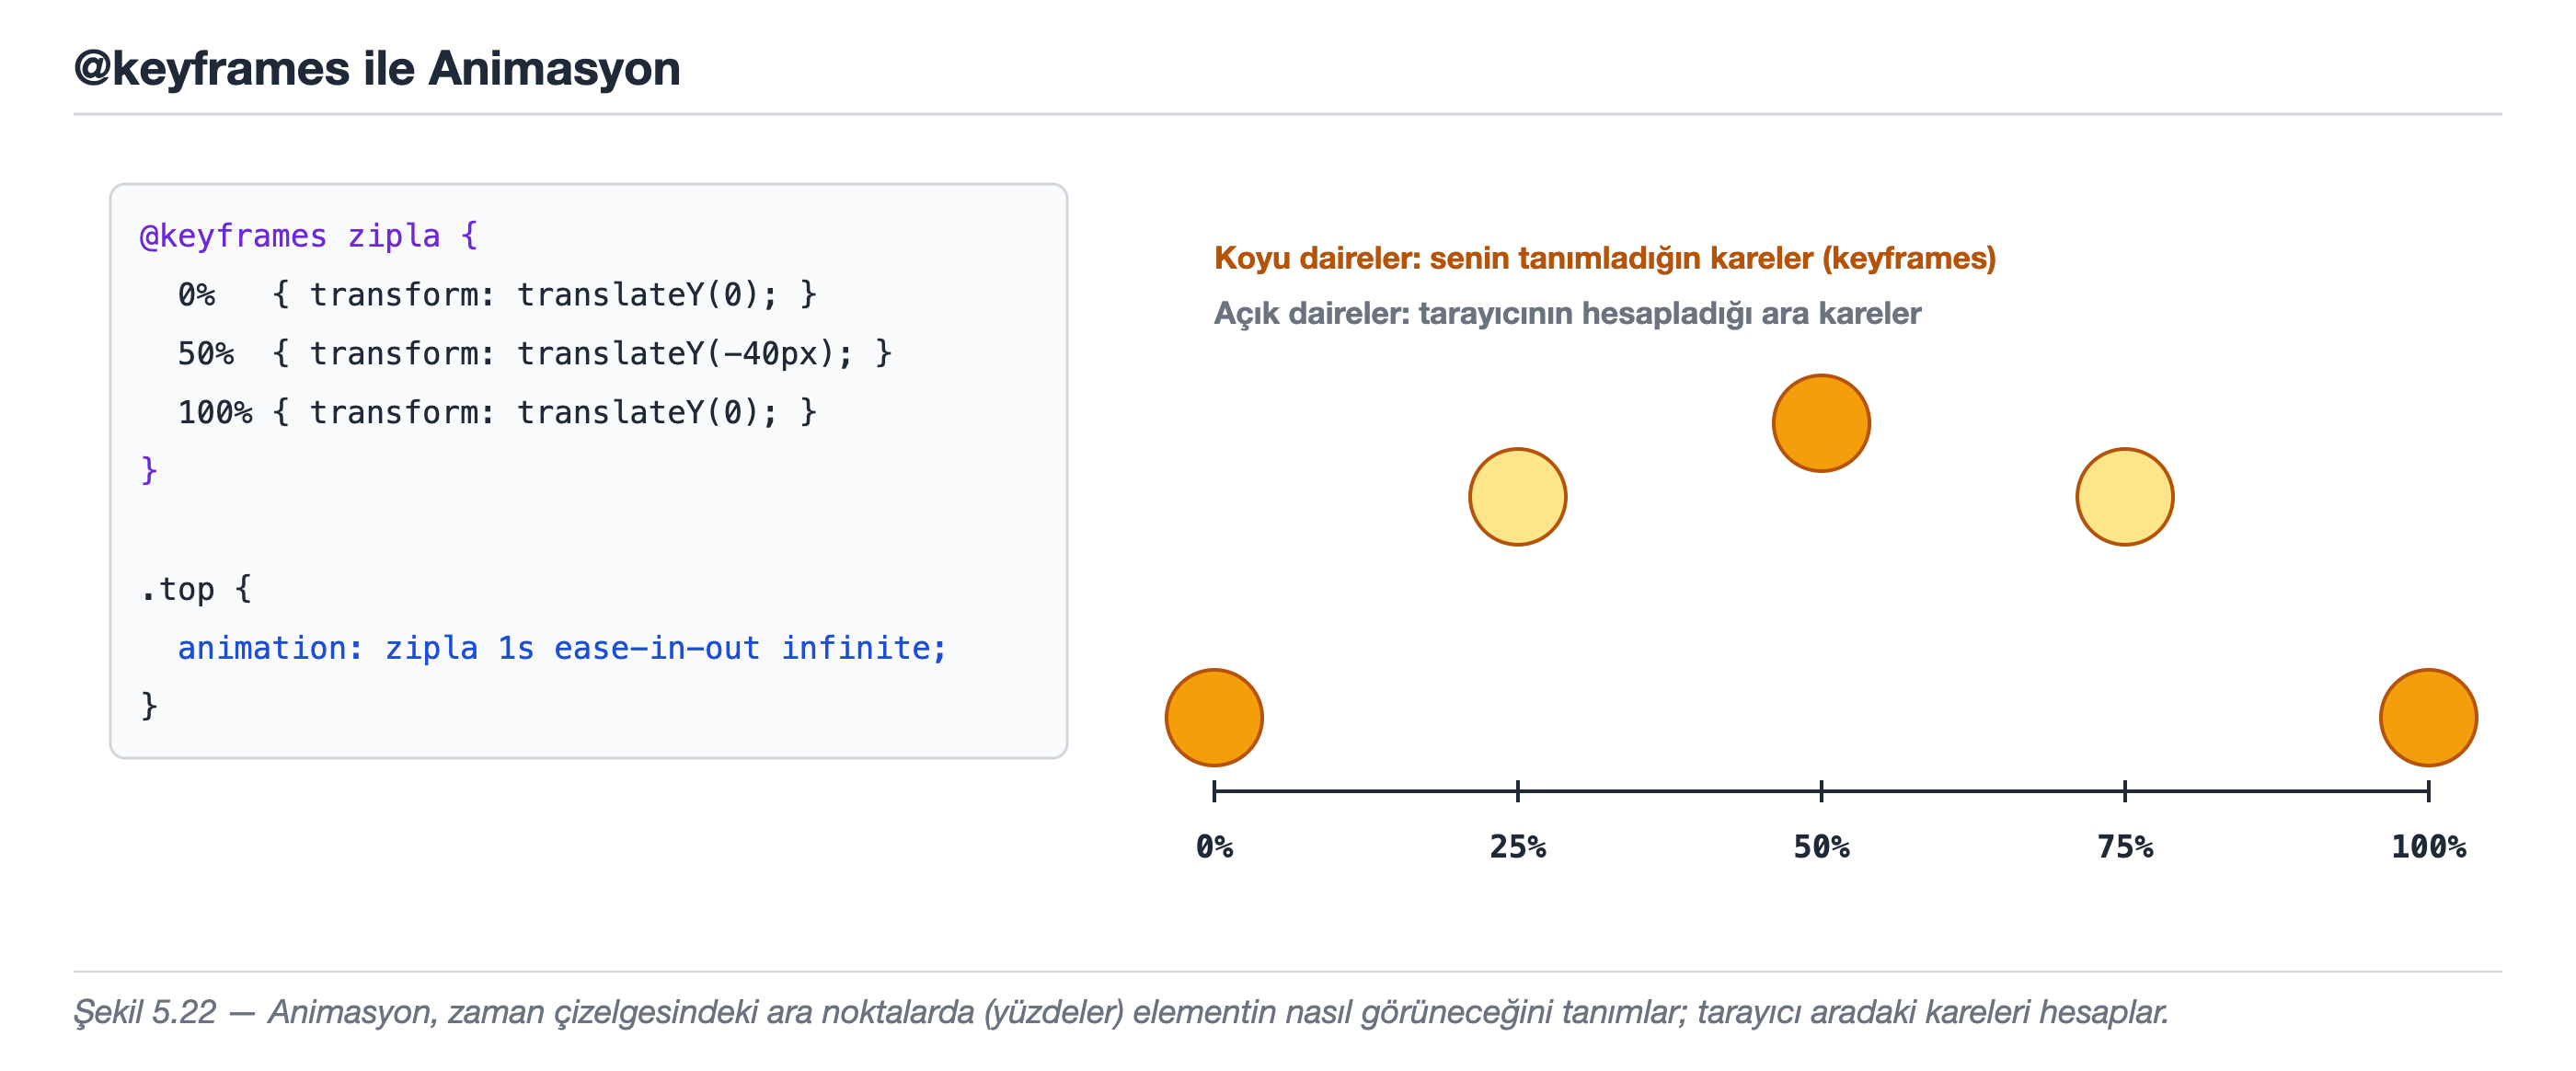 @keyframes ile Animasyon
@keyframes zipla {
  0%   { transform: translateY(0); }
  50%  { transform: translateY(-40px); }
  100% { transform: translateY(0); }
}
.top {
  animation: zipla 1s ease-in-out infinite;
}
Koyu daireler: senin tanımladığın kareler (keyframes)
Açık daireler: tarayıcının hesapladığı ara kareler
0% 25% 50% 75% 100%
Şekil 5.22 — Animasyon, zaman çizelgesindeki ara noktalarda (yüzdeler) elementin nasıl görüneceğini tanımlar; tarayıcı aradaki kareleri hesaplar.